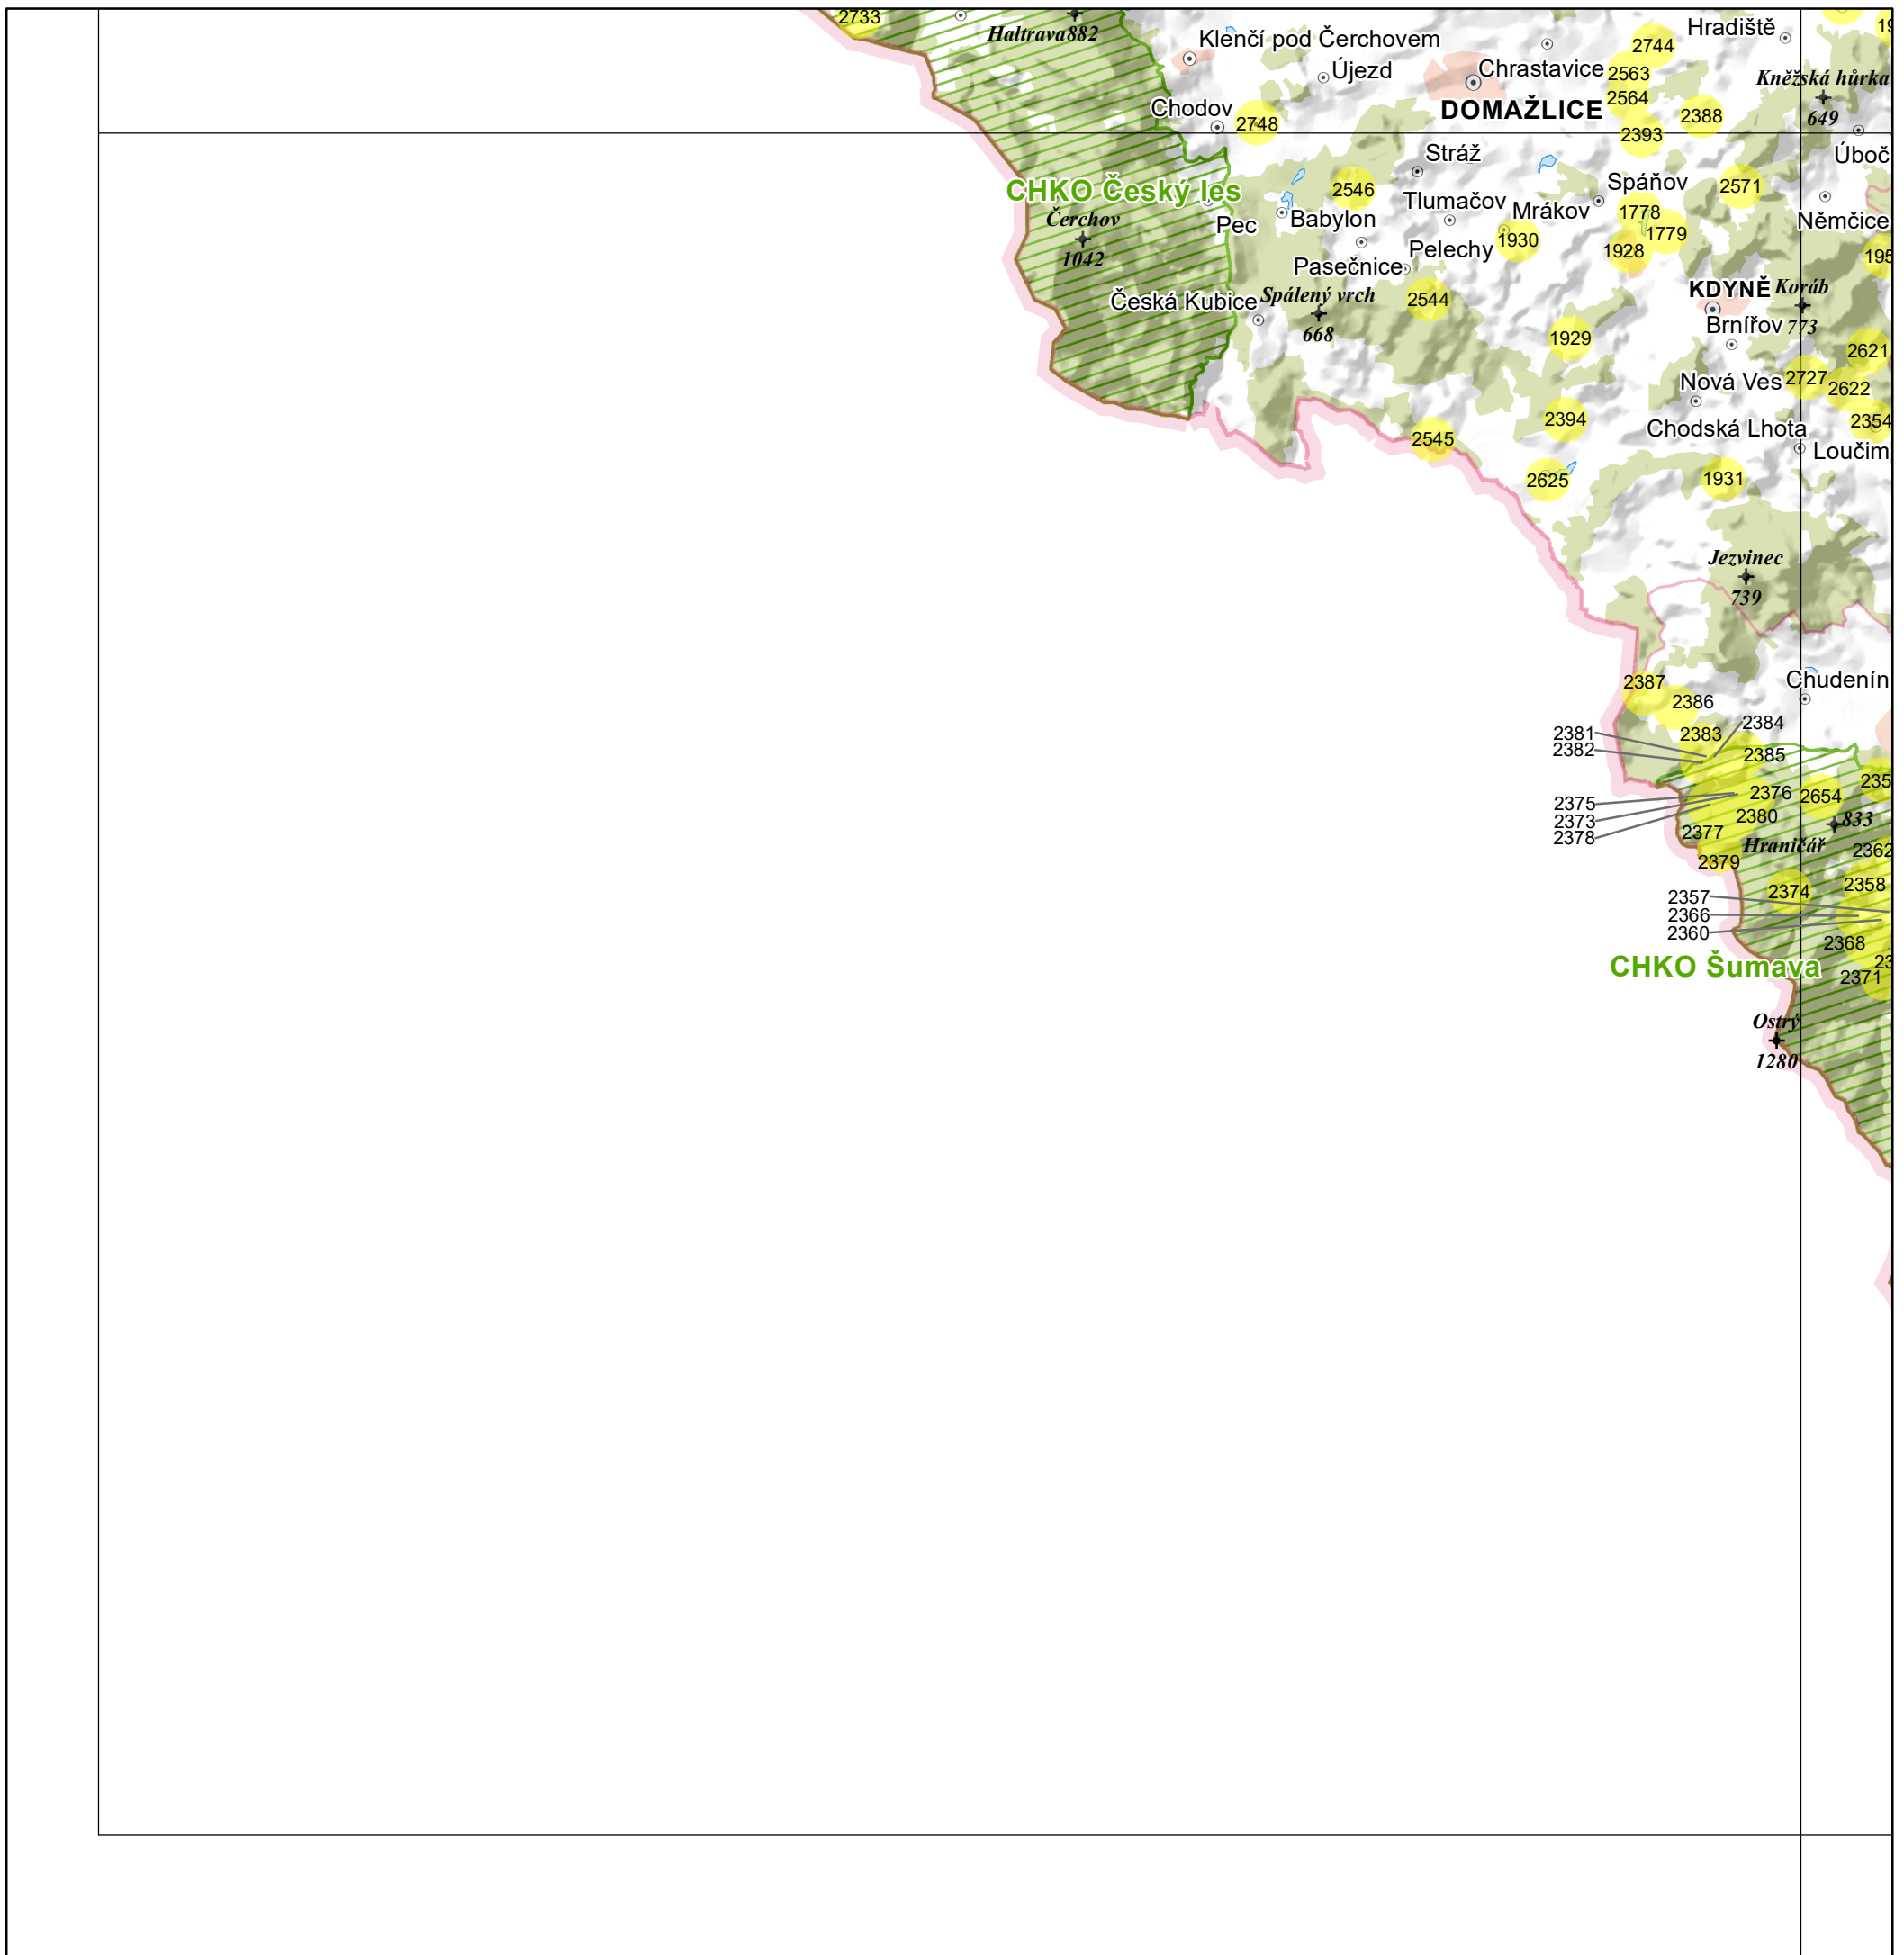 2733
Haltrava 882
Klenčí pod Čerchovem
Újezd
Chrastavice
DOMAŽLICE
2744
2563
2564
2393
2388
Hradiště
Kněžská hůrka
649
Chodov
2748
Stráž
Úboč
CHKO Český les
Čerchov
1042
Pec
Babylon
2546
Tlumačov
Mrákov
Spáňov
1778
1779
1928
2571
Němčice
Pasečnice
Pelechy
1930
Česká Kubice
Spálený vrch
668
2544
KDYNĚ
Koráb
773
Brnířov
1929
2621
Nová Ves
2727
2622
2394
2354
Chodská Lhota
Loučim
2545
2625
1931
Jezvinec
739
Chudenín
2387
2386
2384
2381
2382
2383
2385
2375
2373
2378
2376
2380
2377
2379
2654
833
Hraničář
2362
2374
2358
2357
2366
2360
2368
2371
CHKO Šumava
Ostrý
1280